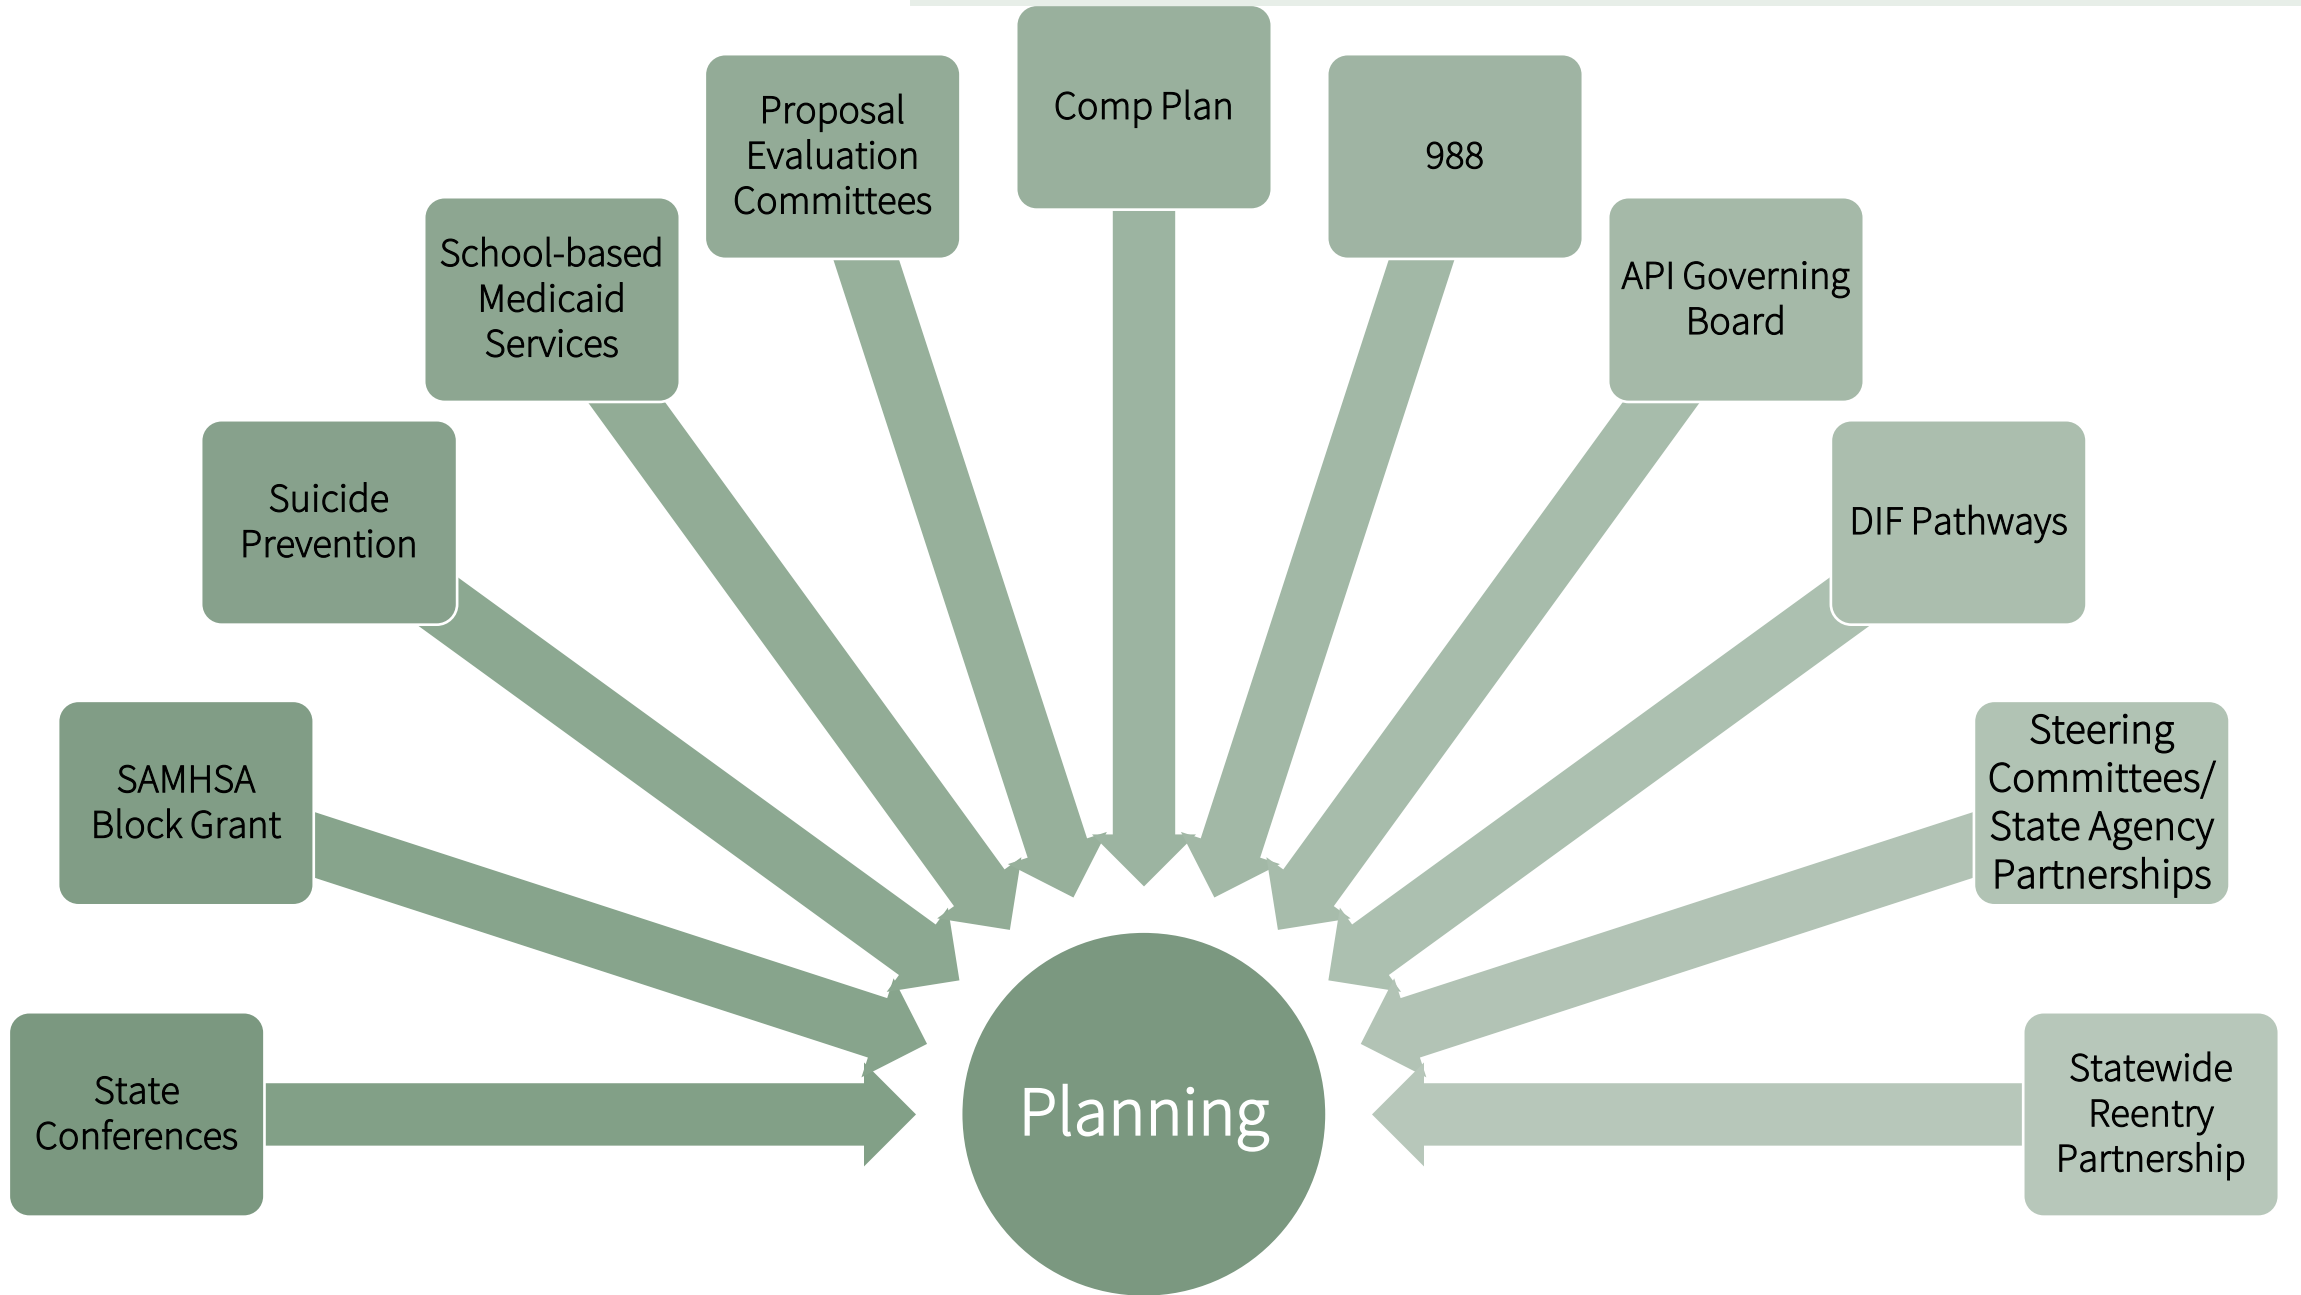 State
Conferences
SAMHSA
Block Grant
Suicide
Prevention
School-based
Medicaid
Services
Proposal
Evaluation
Committees
Comp Plan
988
API Governing
Board
DIF Pathways
Steering
Committees/
State Agency
Partnerships
Statewide
Reentry
Partnership
Planning